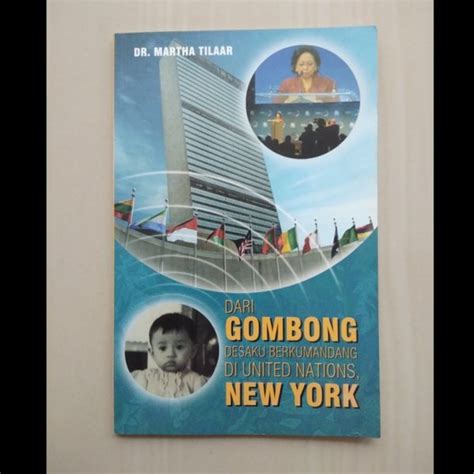 DR. MARTHA TILAAR
DARI
GOMBONG
DESAKU BERKUMANDANG
DI UNITED NATIONS,
NEW YORK